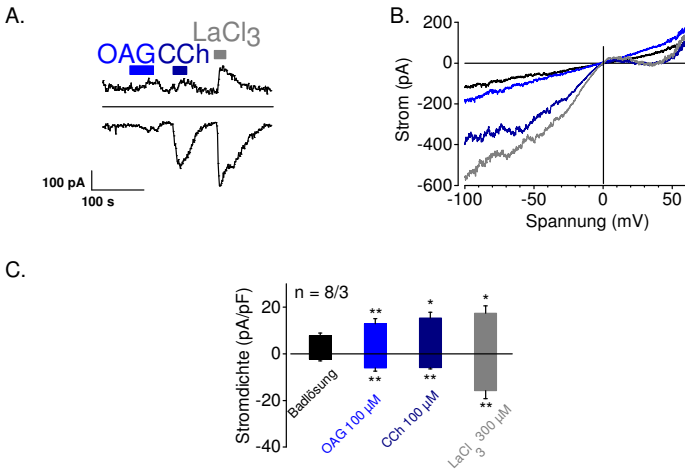 A.
LaCl3
OAG CCh
100 pA
100 s
B.
200
0
-200
-400
-600
Strom (pA)
-100
-50
0
50
Spannung (mV)
C.
n = 8/3
Stromdichte (pA/pF)
20
0
-20
-40
** * *
** ** **
Badlösung
OAG 100 µM
CCh 100 µM
LaCl3 300 µM